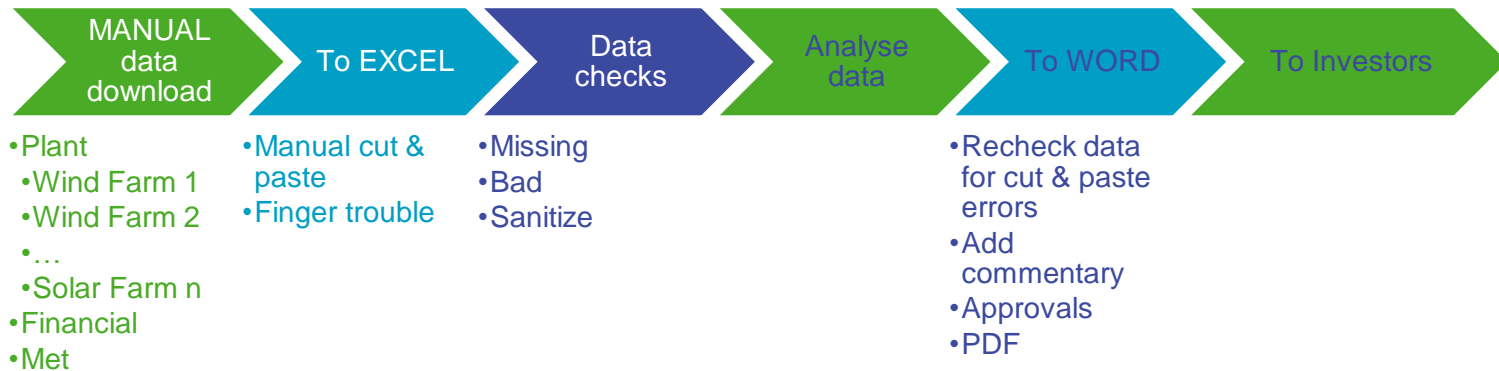 MANUAL
data
download
To EXCEL
Data
checks
Analyse
data
To WORD
To Investors
•Plant
•Wind Farm 1
•Wind Farm 2
•…
•Solar Farm n
•Financial
•Met
•Manual cut &
paste
•Finger trouble
•Missing
•Bad
•Sanitize
•Recheck data
for cut & paste
errors
•Add
commentary
•Approvals
•PDF